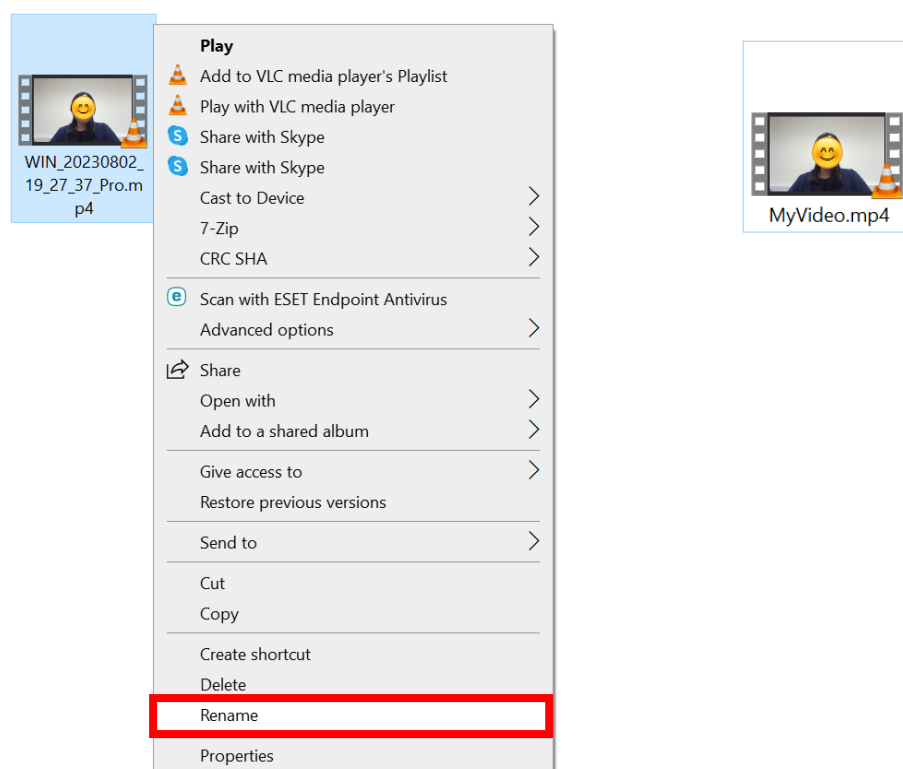 WIN_20230802_
19_27_37_Pro.m
p4
Play
Add to VLC media player's Playlist
Play with VLC media player
Share with Skype
Share with Skype
Cast to Device
7-Zip
CRC SHA
Scan with ESET Endpoint Antivirus
Advanced options
Share
Open with
Add to a shared album
Give access to
Restore previous versions
Send to
Cut
Copy
Create shortcut
Delete
Rename
Properties
MyVideo.mp4